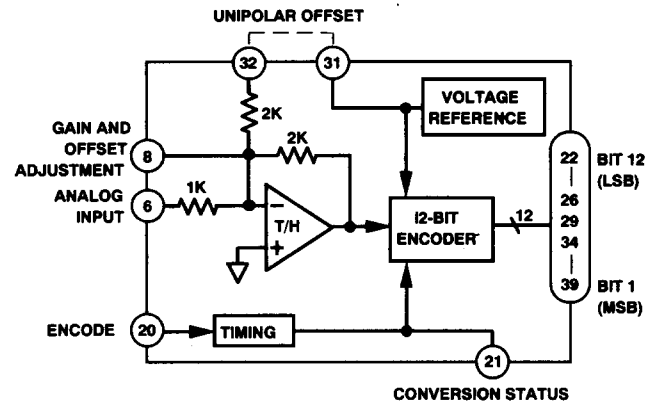 UNIPOLAR OFFSET
32
31
2K
VOLTAGE
REFERENCE
GAIN AND
OFFSET
ADJUSTMENT
8
2K
22
BIT 12
(LSB)
ANALOG
INPUT
6
1K
−
T/H
+
12-BIT
ENCODER
12
26
29
34
39
BIT 1
(MSB)
ENCODE
20
TIMING
21
CONVERSION STATUS